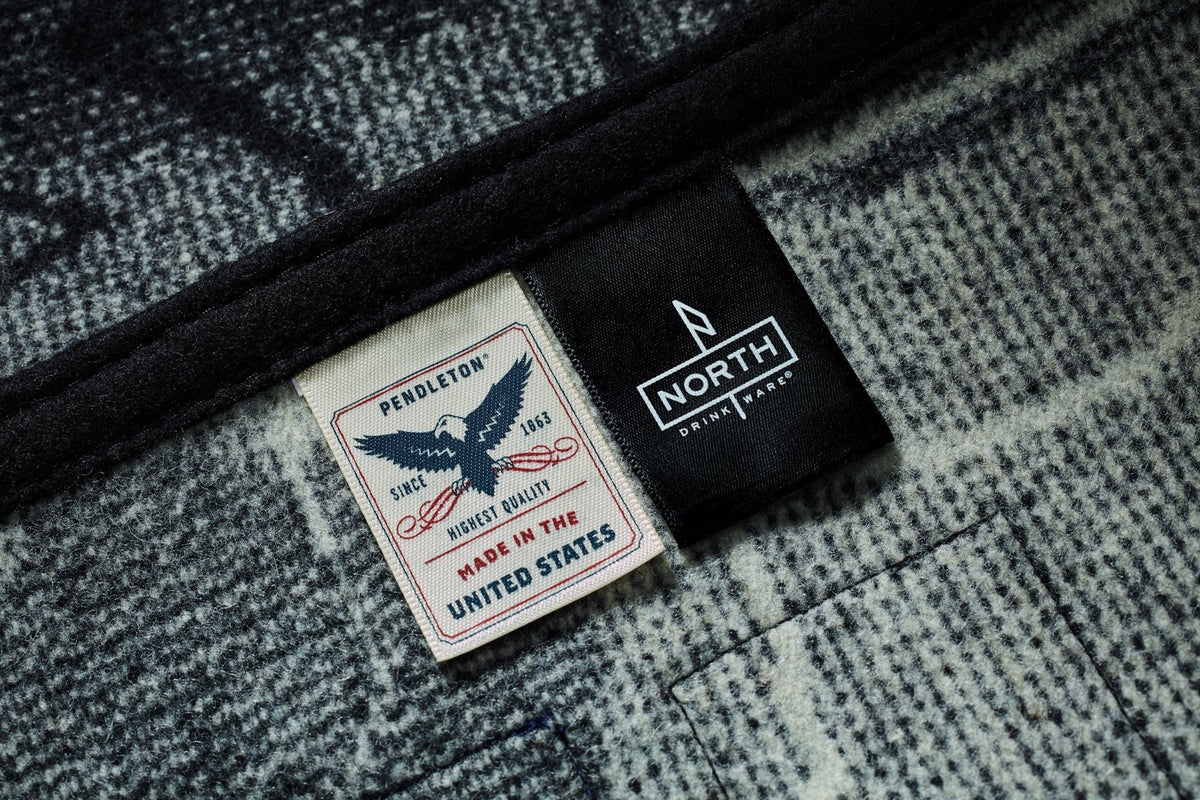 PENDLETON®
SINCE 1863
HIGHEST QUALITY
MADE IN THE
UNITED STATES
NORTH
DRINK WARE®